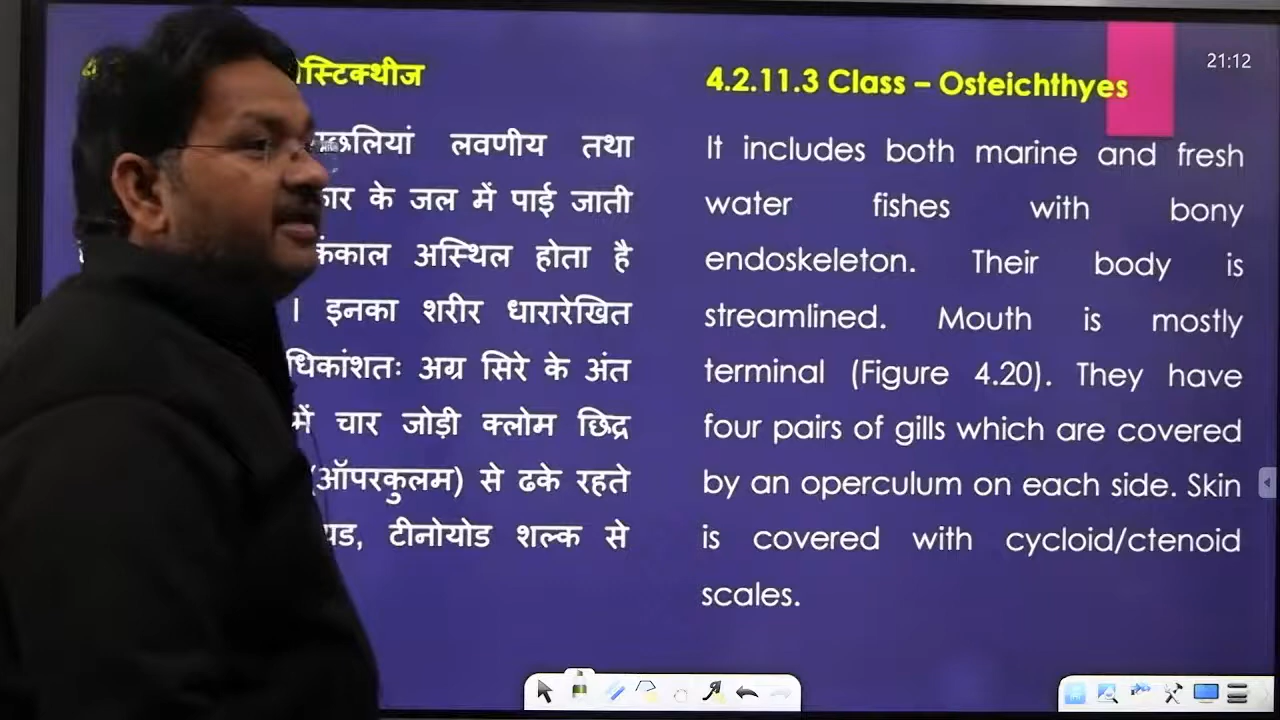 21:12
4.2.11.3 Class – Osteichthyes
लवणीय तथा
के जल में पाई जाती
अस्थिल होता है
। इनका शरीर धारारेखित
अग्र सिरे के अंत
में चार जोड़ी क्लोम छिद्र
(ऑपरकुलम) से ढके रहते
टीनोयोड शल्क से
It includes both marine and fresh
water fishes with bony
endoskeleton. Their body is
streamlined. Mouth is mostly
terminal (Figure 4.20). They have
four pairs of gills which are covered
by an operculum on each side. Skin
is covered with cycloid/ctenoid
scales.